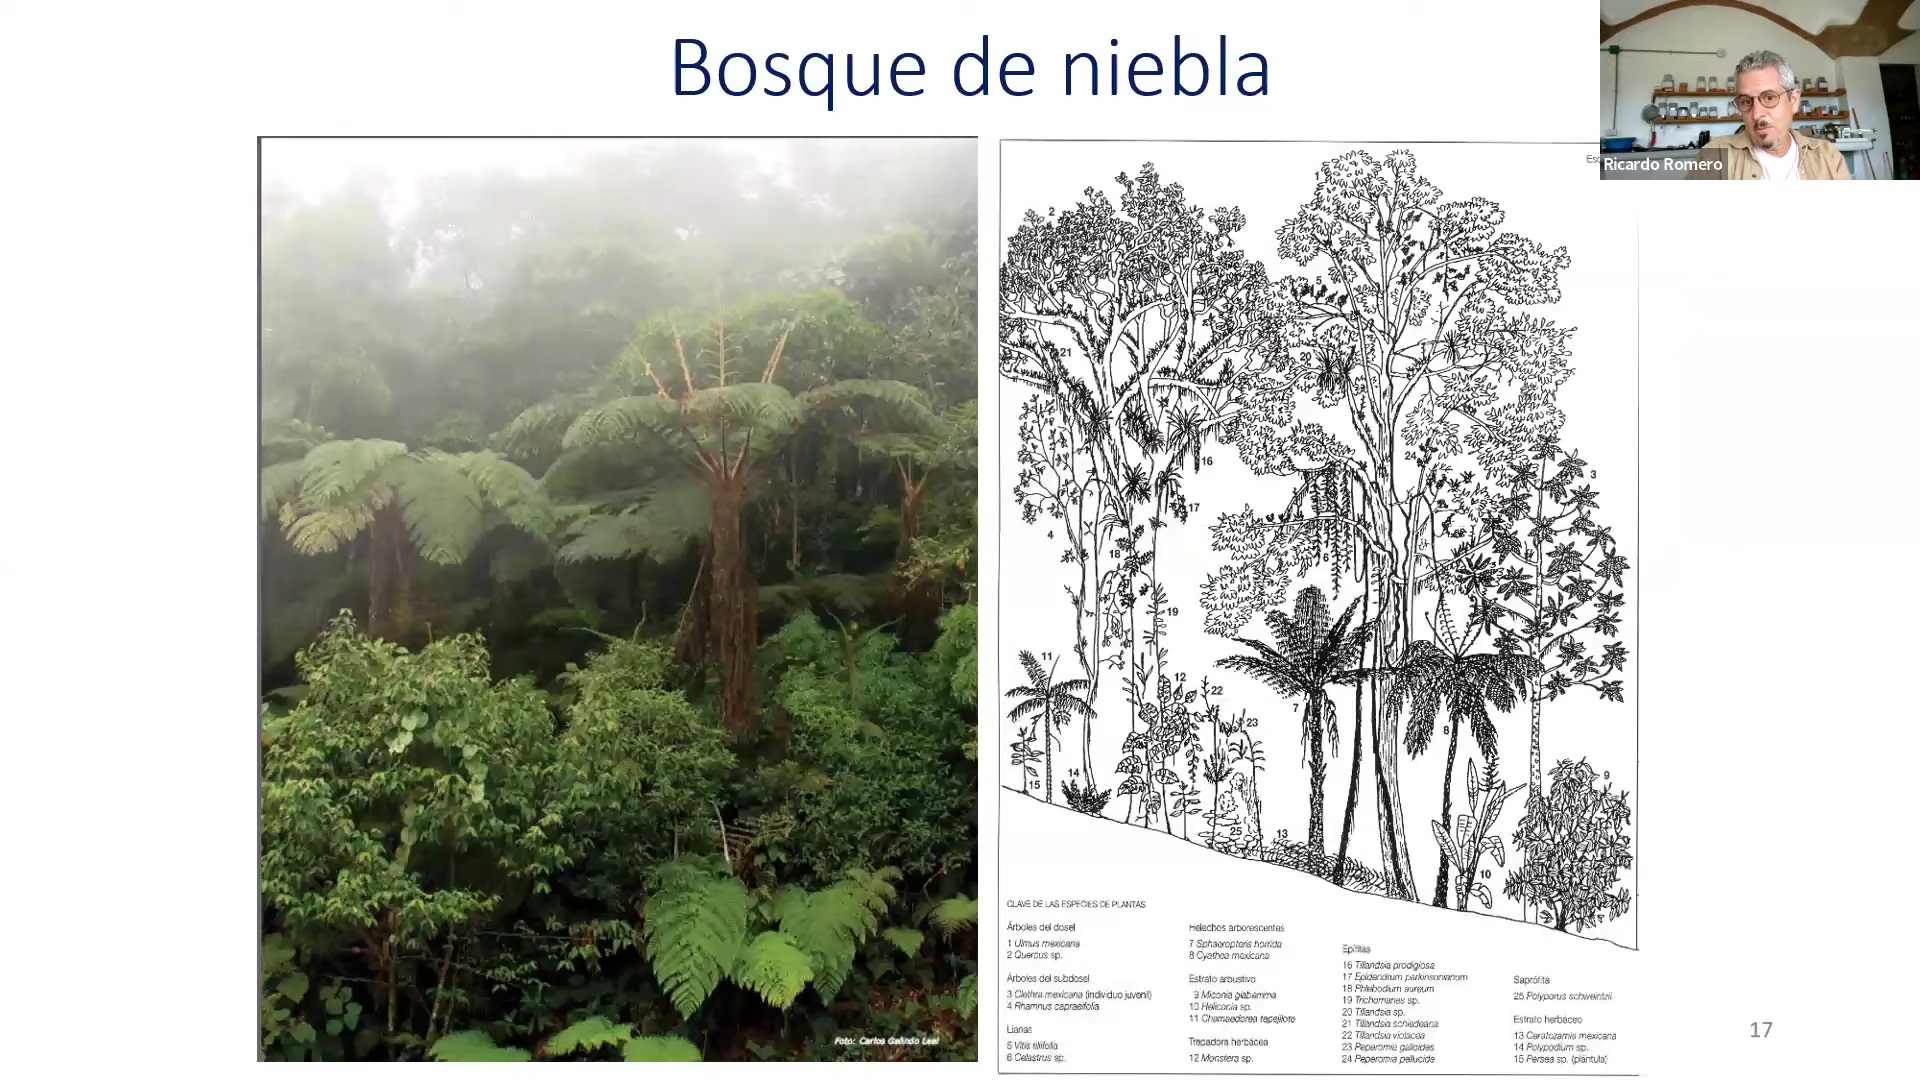 Bosque de niebla
Ricardo Romero
Foto: Carlos Galindo Leal
1
2
5
21
20
16
24
3
17
4
18
6
19
11
12
22
23
7
8
14
15
9
25
13
10
CLAVE DE LAS ESPECIES DE PLANTAS
Árboles del dosel
1 Ulmus mexicana
2 Quercus sp.
Árboles del subdosel
3 Clethra mexicana (individuo juvenil)
4 Rhamnus capraeifolia
Lianas
5 Vitis tiliifolia
6 Celastrus sp.
Helechos arborescentes
7 Sphaeropteris horrida
8 Cyathea mexicana
Estrato arbustivo
9 Miconia glaberrima
10 Heliconia sp.
11 Chamaedorea tepejilote
Trepadora herbácea
12 Monstera sp.
Epífitas
16 Tillandsia prodigiosa
17 Epidendrum parkinsonianum
18 Phlebodium aureum
19 Trichomanes sp.
20 Tillandsia sp.
21 Tillandsia schiedeana
22 Tillandsia violacea
23 Peperomia galioides
24 Peperomia pellucida
Saprófita
25 Polyporus schweinitzii
Estrato herbáceo
13 Ceratozamia mexicana
14 Polypodium sp.
15 Persea sp. (plántula)
17